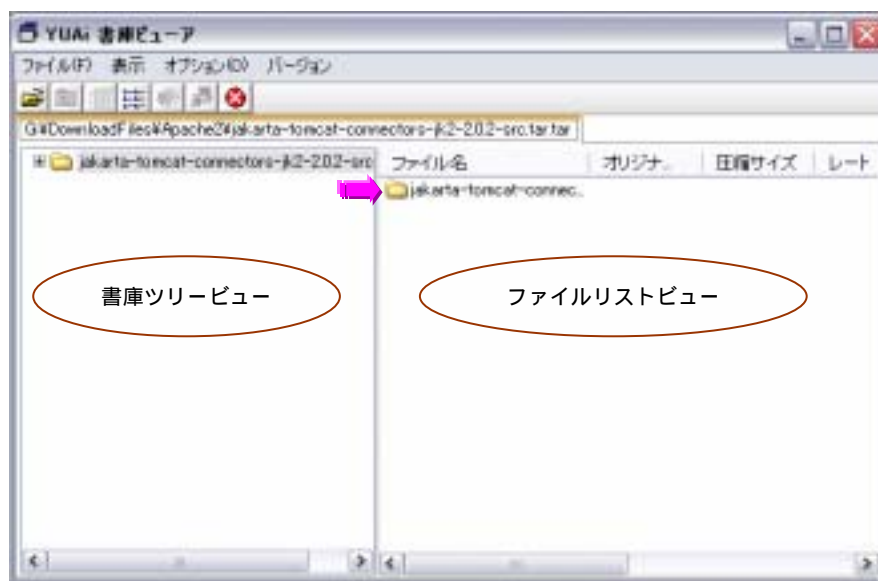 YUAi 書庫ビューア
ファイル(F) 表示 オプション(O) バージョン
G:¥DownloadFiles¥Apache2¥jakarta-tomcat-connectors-jk2-2.0.2-src.tar.tar
jakarta-tomcat-connectors-jk2-2.0.2-src
ファイル名 オリジナ... 圧縮サイズ レート
jakarta-tomcat-connec...
書庫ツリービュー
ファイルリストビュー